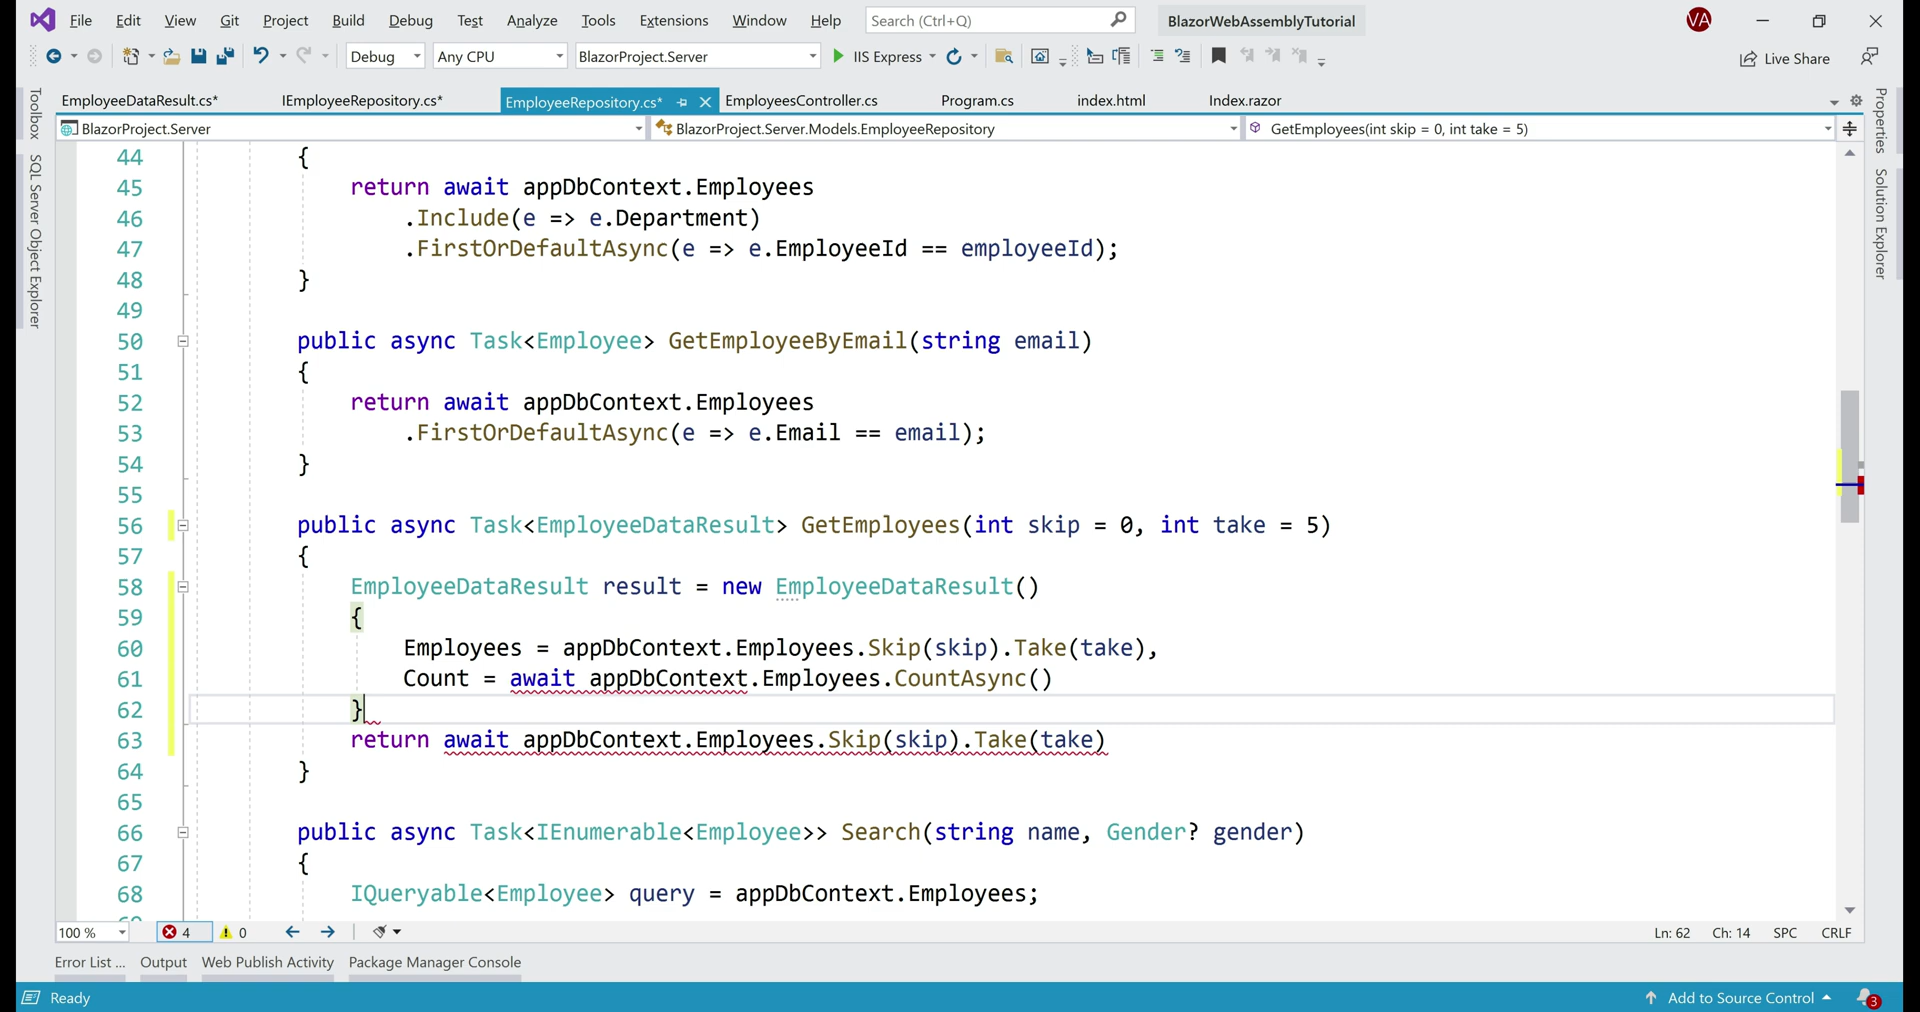 File Edit View Git Project Build Debug Test Analyze Tools Extensions Window Help Search (Ctrl+Q) BlazorWebAssemblyTutorial VA
Debug Any CPU BlazorProject.Server IIS Express Live Share
EmployeeDataResult.cs* IEmployeeRepository.cs* EmployeeRepository.cs* EmployeesController.cs Program.cs index.html Index.razor
BlazorProject.Server BlazorProject.Server.Models.EmployeeRepository GetEmployees(int skip = 0, int take = 5)
Toolbox
SQL Server Object Explorer
Properties
Solution Explorer
44 {
45 return await appDbContext.Employees
46 .Include(e => e.Department)
47 .FirstOrDefaultAsync(e => e.EmployeeId == employeeId);
48 }
49
50 public async Task<Employee> GetEmployeeByEmail(string email)
51 {
52 return await appDbContext.Employees
53 .FirstOrDefaultAsync(e => e.Email == email);
54 }
55
56 public async Task<EmployeeDataResult> GetEmployees(int skip = 0, int take = 5)
57 {
58 EmployeeDataResult result = new EmployeeDataResult()
59 {
60 Employees = appDbContext.Employees.Skip(skip).Take(take),
61 Count = await appDbContext.Employees.CountAsync()
62 }
63 return await appDbContext.Employees.Skip(skip).Take(take)
64 }
65
66 public async Task<IEnumerable<Employee>> Search(string name, Gender? gender)
67 {
68 IQueryable<Employee> query = appDbContext.Employees;
100 % 4 0 Ln: 62 Ch: 14 SPC CRLF
Error List ... Output Web Publish Activity Package Manager Console
Ready Add to Source Control 3